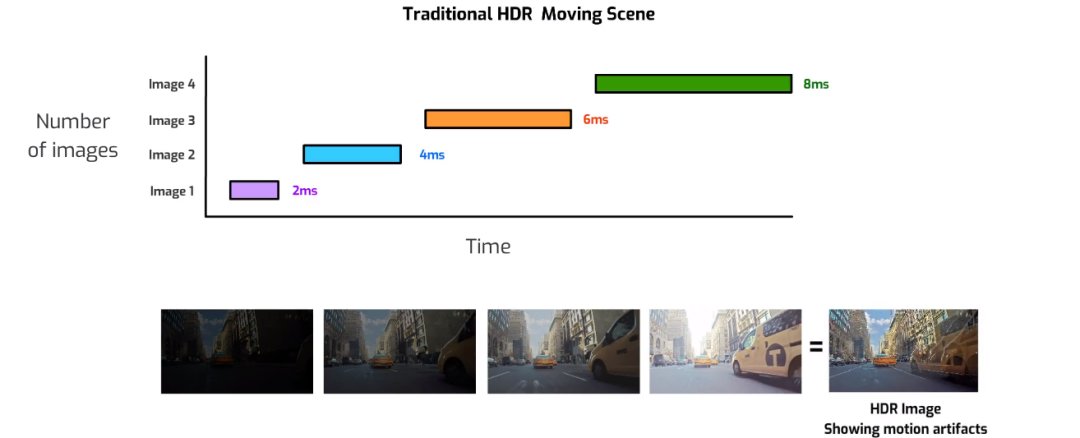 Traditional HDR  Moving Scene
Number
of images
Image 4
8ms
Image 3
6ms
Image 2
4ms
Image 1
2ms
Time
T
=
HDR Image
Showing motion artifacts